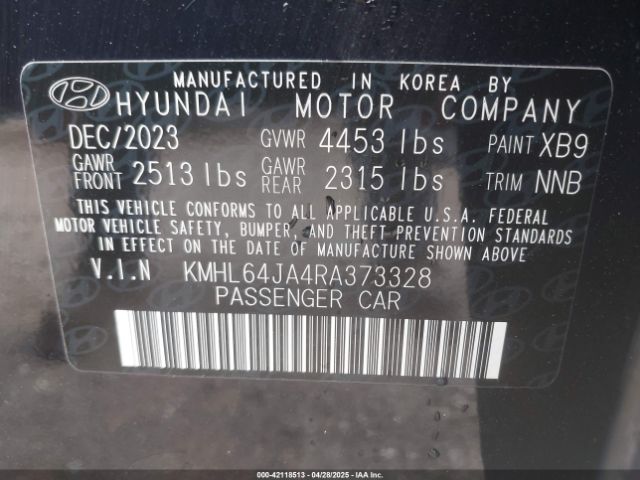 MANUFACTURED IN KOREA BY
HYUNDAI MOTOR COMPANY
DEC/2023 GVWR 4453 lbs PAINT XB9
GAWR FRONT 2513 lbs GAWR REAR 2315 lbs TRIM NNB
THIS VEHICLE CONFORMS TO ALL APPLICABLE U.S.A. FEDERAL
MOTOR VEHICLE SAFETY, BUMPER, AND THEFT PREVENTION STANDARDS
IN EFFECT ON THE DATE OF MANUFACTURE SHOWN ABOVE
V.I.N KMHL64JA4RA373328
PASSENGER CAR
000-42118513 - 04/28/2025 - IAAI.CA